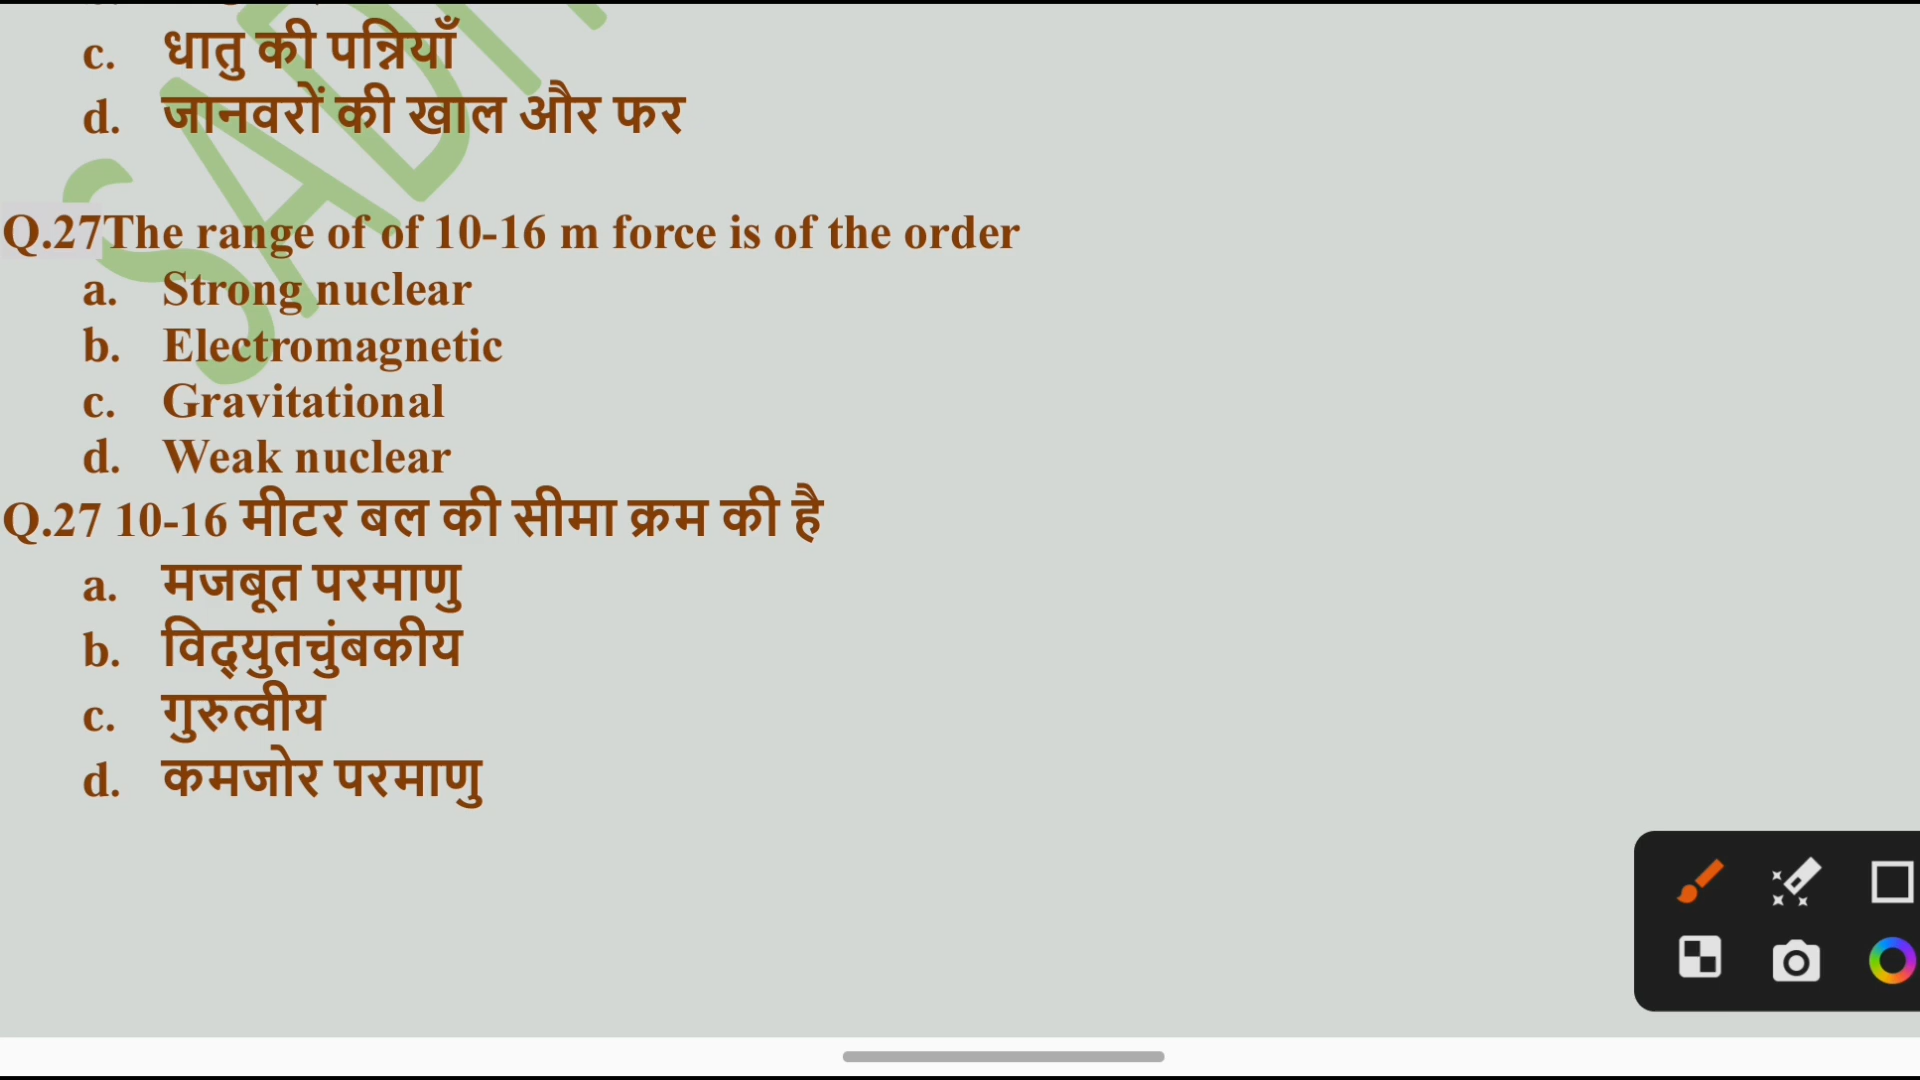 c. धातु की पन्नियाँ
d. जानवरों की खाल और फर
Q.27The range of of 10-16 m force is of the order
a. Strong nuclear
b. Electromagnetic
c. Gravitational
d. Weak nuclear
Q.27 10-16 मीटर बल की सीमा क्रम की है
a. मजबूत परमाणु
b. विद्युतचुंबकीय
c. गुरुत्वीय
d. कमजोर परमाणु